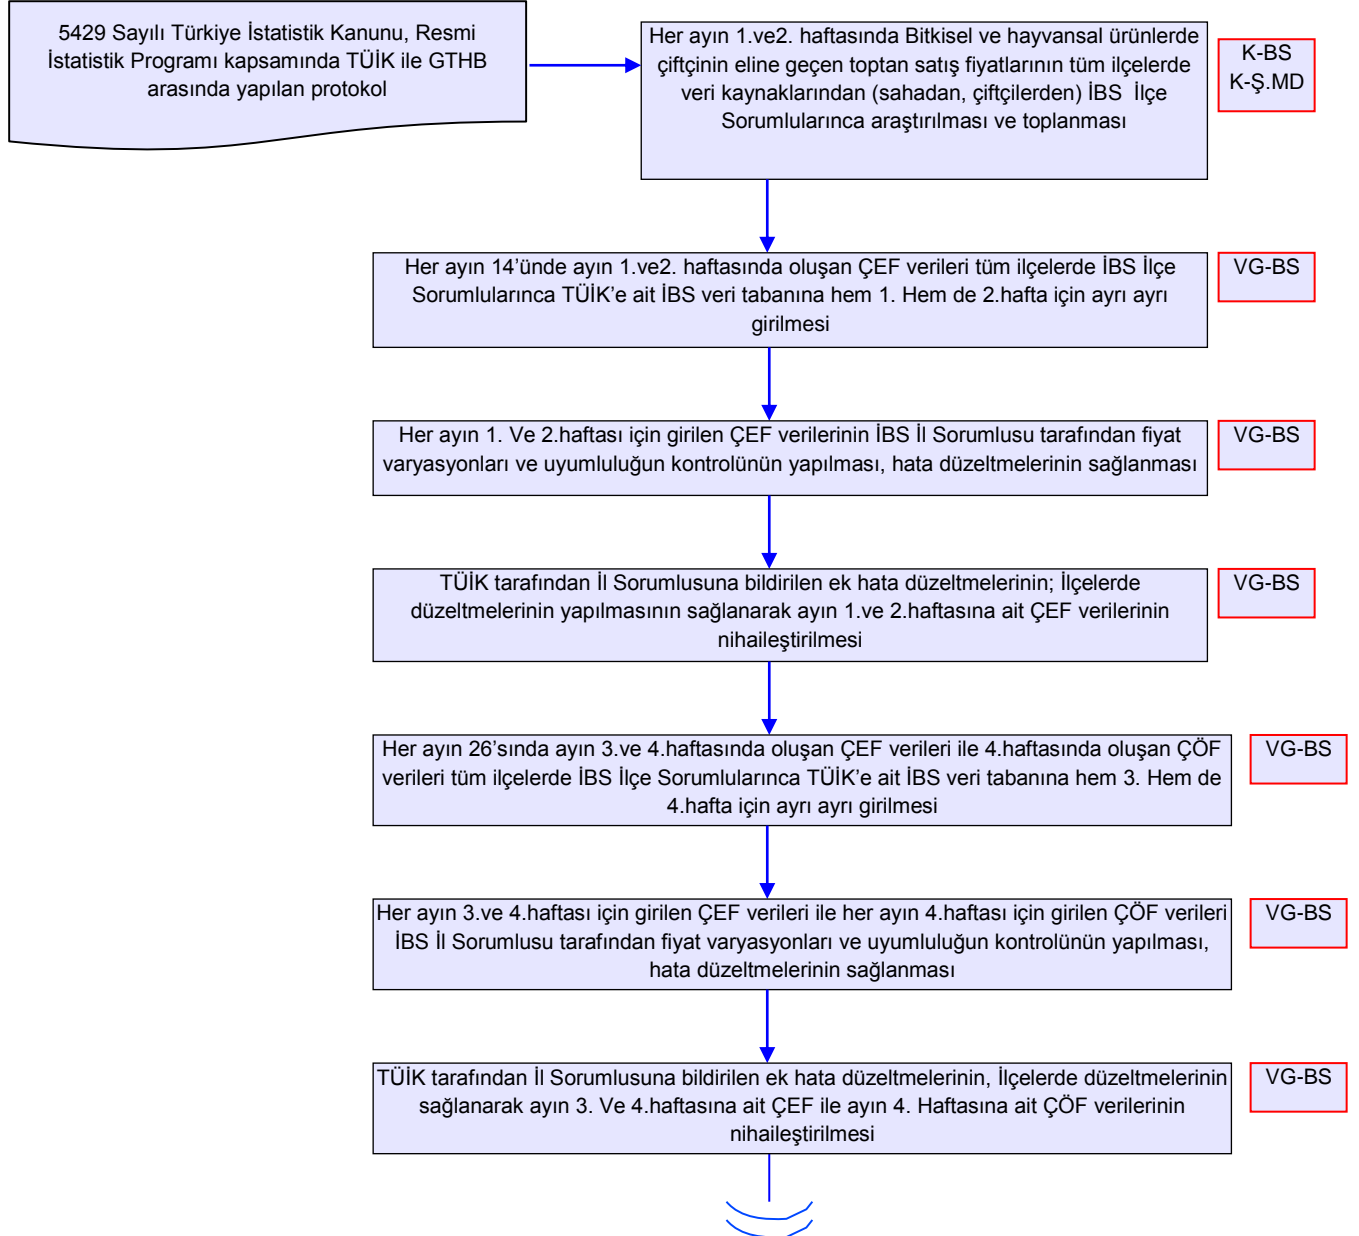 5429 Sayılı Türkiye İstatistik Kanunu, Resmi
İstatistik Programı kapsamında TÜİK ile GTHB
arasında yapılan protokol
Her ayın 1.ve2. haftasında Bitkisel ve hayvansal ürünlerde
çiftçinin eline geçen toptan satış fiyatlarının tüm ilçelerde
veri kaynaklarından (sahadan, çiftçilerden) İBS İlçe
Sorumlularınca araştırılması ve toplanması
K-BS
K-Ş.MD
Her ayın 14’ünde ayın 1.ve2. haftasında oluşan ÇEF verileri tüm ilçelerde İBS İlçe
Sorumlularınca TÜİK’e ait İBS veri tabanına hem 1. Hem de 2.hafta için ayrı ayrı
girilmesi
VG-BS
Her ayın 1. Ve 2.haftası için girilen ÇEF verilerinin İBS İl Sorumlusu tarafından fiyat
varyasyonları ve uyumluluğun kontrolünün yapılması, hata düzeltmelerinin sağlanması
VG-BS
TÜİK tarafından İl Sorumlusuna bildirilen ek hata düzeltmelerinin; İlçelerde
düzeltmelerinin yapılmasının sağlanarak ayın 1.ve 2.haftasına ait ÇEF verilerinin
nihaileştirilmesi
VG-BS
Her ayın 26’sında ayın 3.ve 4.haftasında oluşan ÇEF verileri ile 4.haftasında oluşan ÇÖF
verileri tüm ilçelerde İBS İlçe Sorumlularınca TÜİK’e ait İBS veri tabanına hem 3. Hem de
4.hafta için ayrı ayrı girilmesi
VG-BS
Her ayın 3.ve 4.haftası için girilen ÇEF verileri ile her ayın 4.haftası için girilen ÇÖF verileri
İBS İl Sorumlusu tarafından fiyat varyasyonları ve uyumluluğun kontrolünün yapılması,
hata düzeltmelerinin sağlanması
VG-BS
TÜİK tarafından İl Sorumlusuna bildirilen ek hata düzeltmelerinin, İlçelerde düzeltmelerinin
sağlanarak ayın 3. Ve 4.haftasına ait ÇEF ile ayın 4. Haftasına ait ÇÖF verilerinin
nihaileştirilmesi
VG-BS